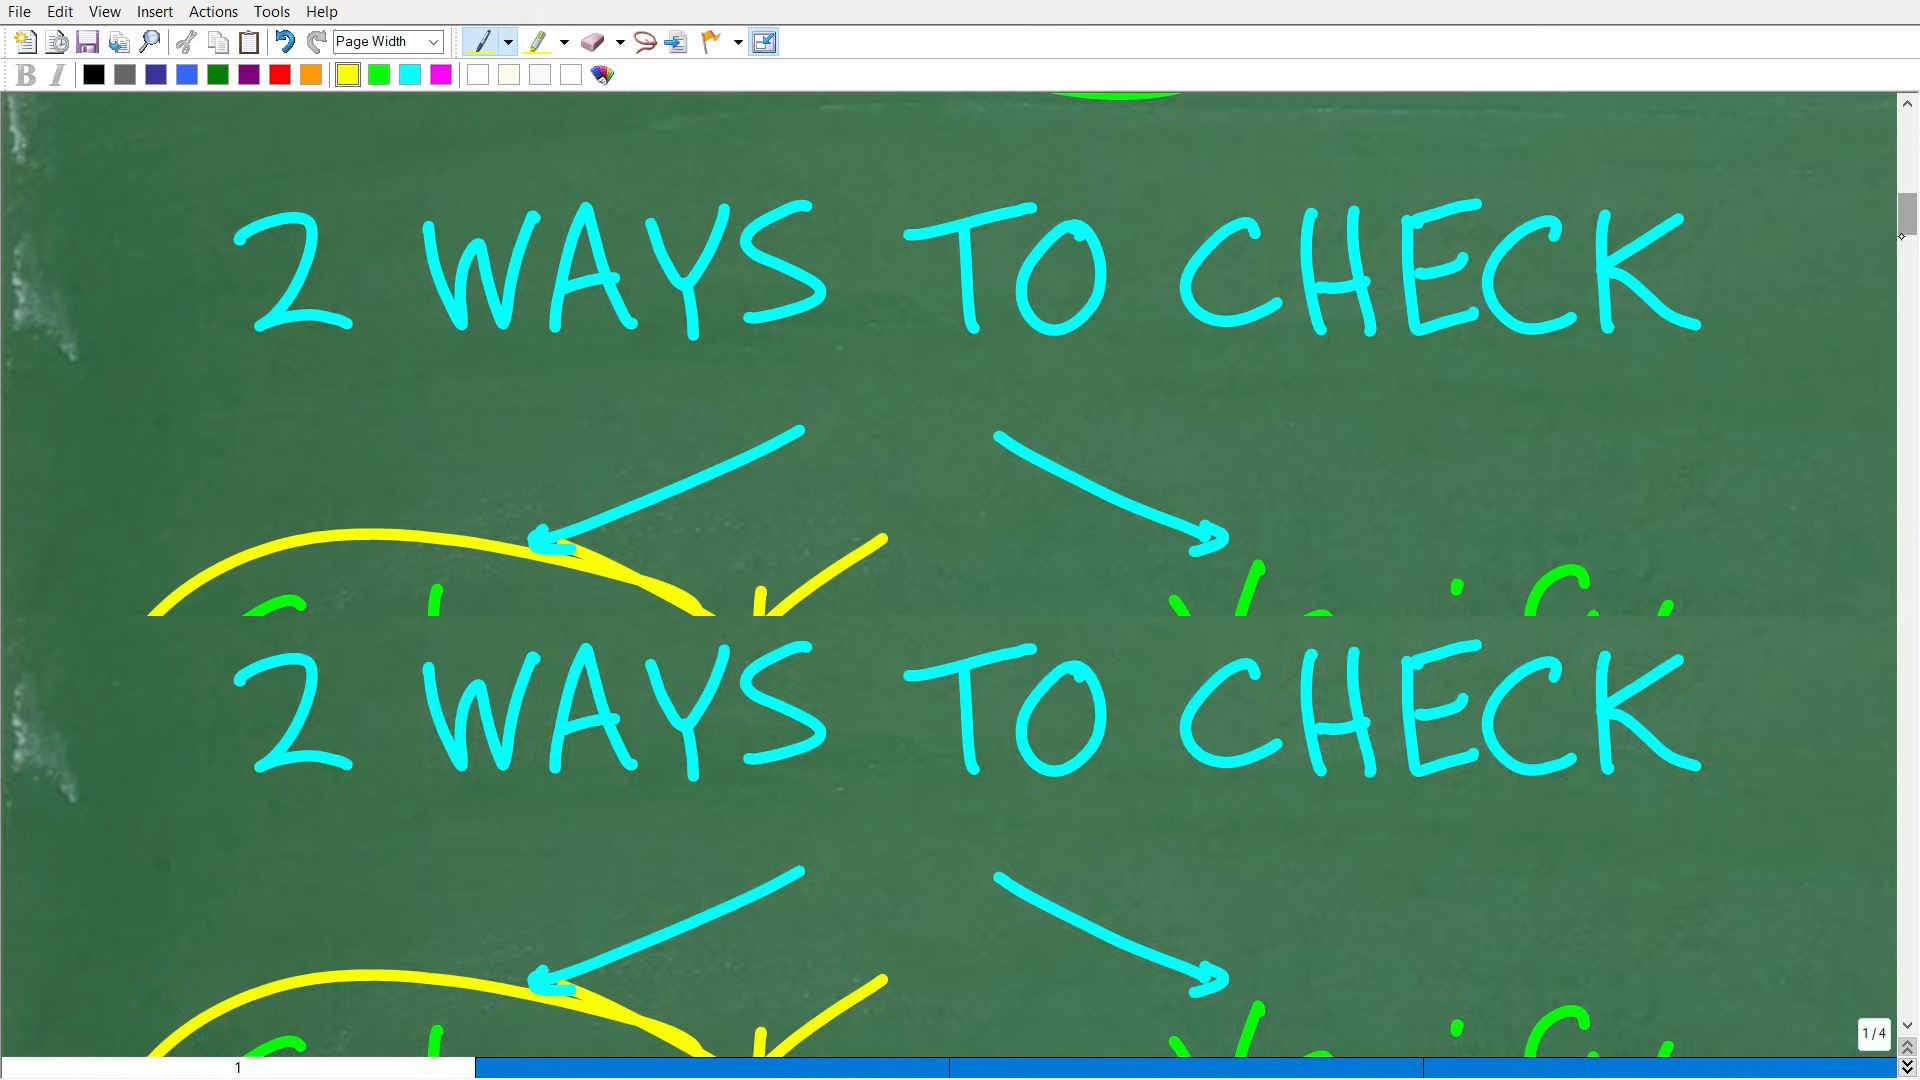 File Edit View Insert Actions Tools Help
Page Width
B I
2 WAYS TO CHECK
2 WAYS TO CHECK
1 / 4
1